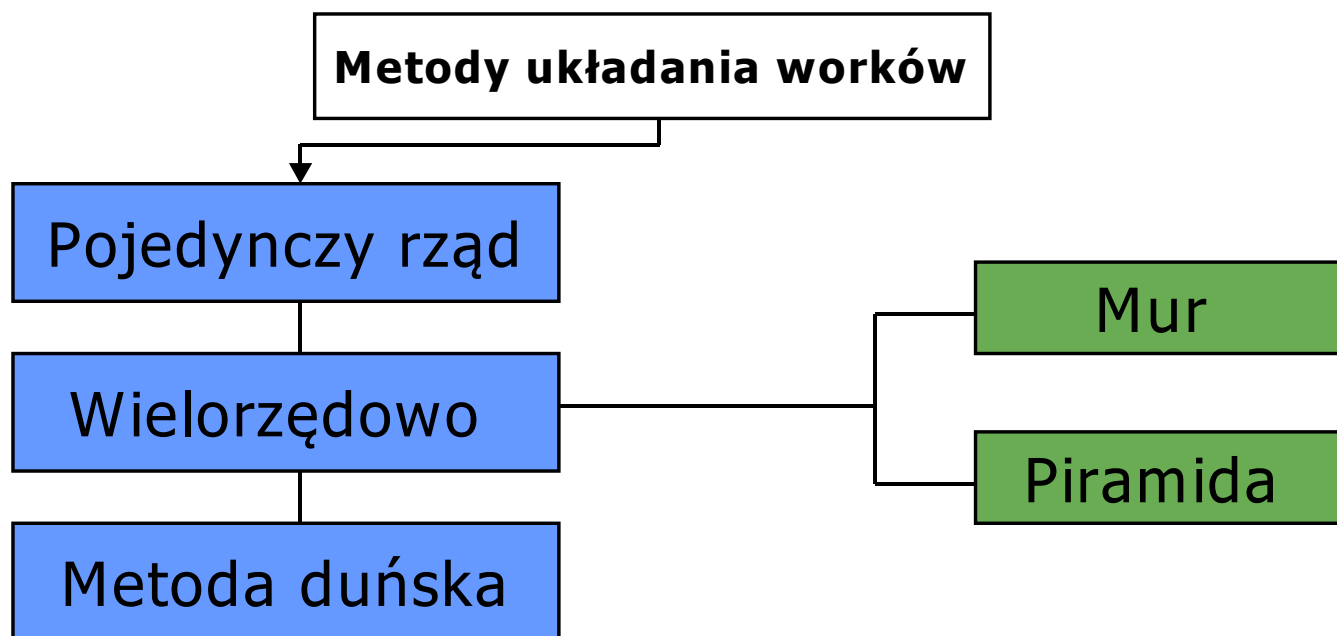 Metody układania worków
Pojedynczy rząd
Wielorzędowo
Metoda duńska
Mur
Piramida